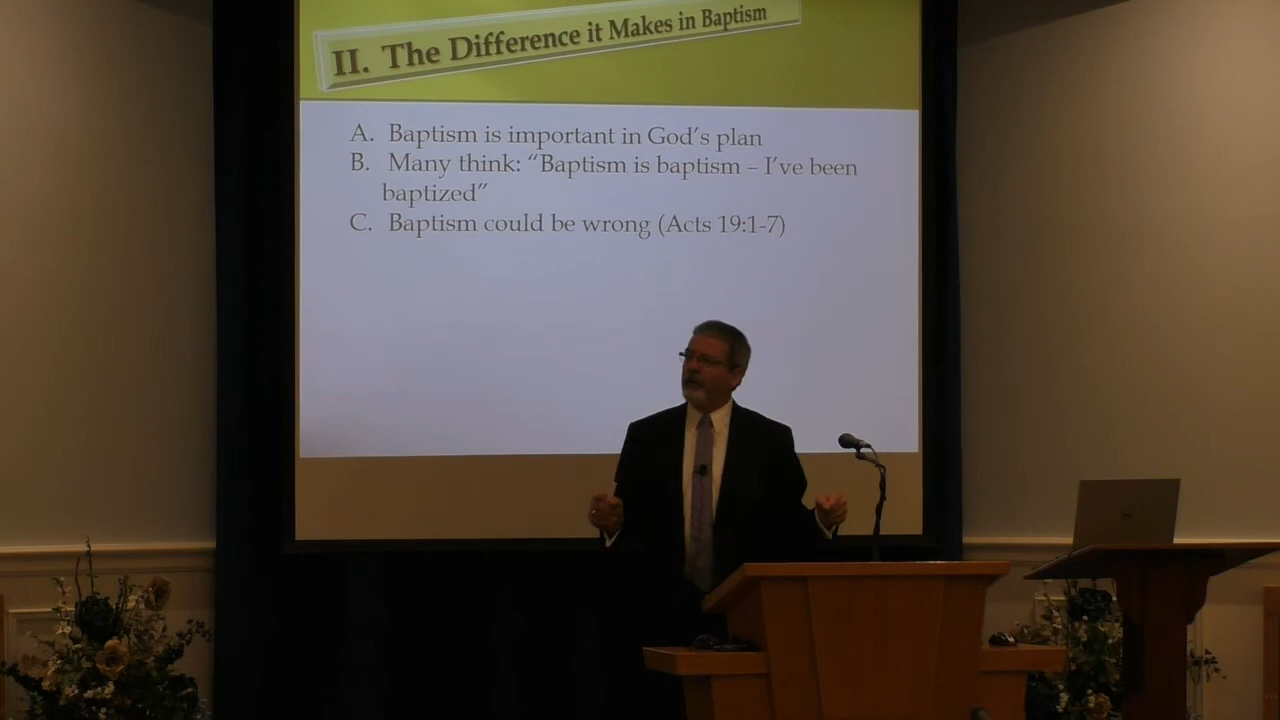 II. The Difference it Makes in Baptism
A. Baptism is important in God's plan
B. Many think: “Baptism is baptism – I've been
baptized”
C. Baptism could be wrong (Acts 19:1-7)